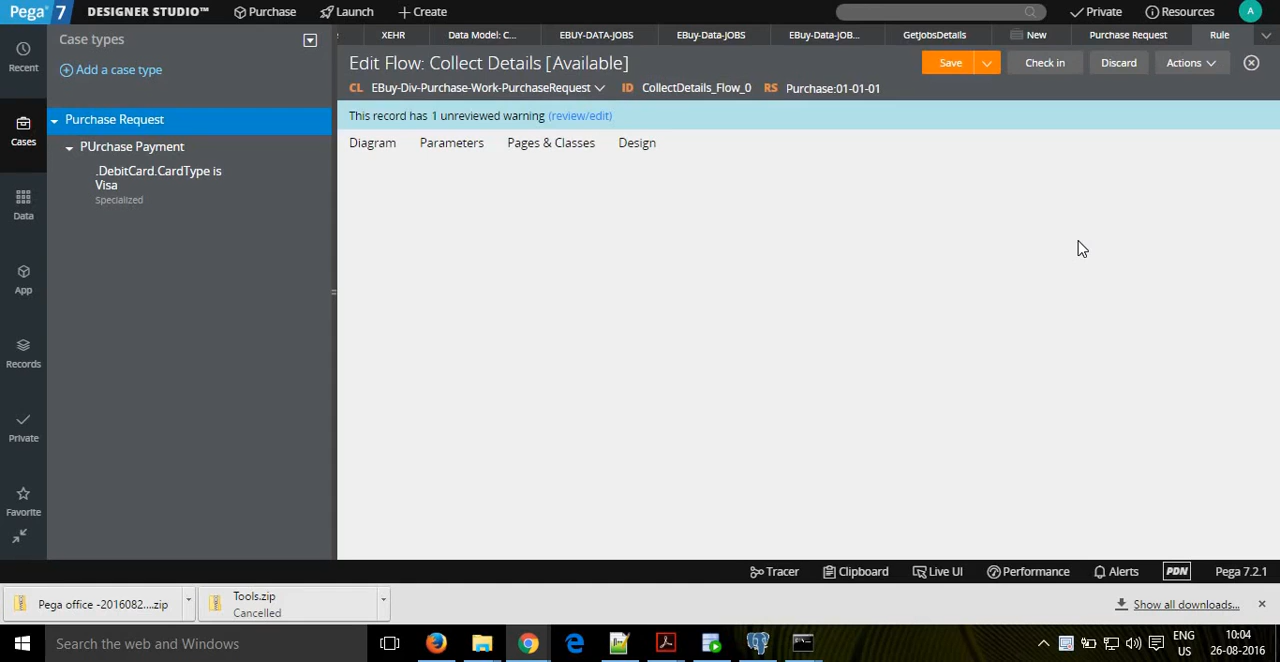 Pega 7 DESIGNER STUDIO™ Purchase Launch Create Private Resources A
Case types
Add a case type
Recent
Cases
Data
App
Records
Private
Favorite
Purchase Request
PUrchase Payment
.DebitCard.CardType is
Visa
Specialized
XEHR Data Model: C... EBUY-DATA-JOBS EBuy-Data-JOBS EBuy-Data-JOB... GetJobsDetails New Purchase Request Rule
Edit Flow: Collect Details [Available] Save Check in Discard Actions
CL EBuy-Div-Purchase-Work-PurchaseRequest ID CollectDetails_Flow_0 RS Purchase:01-01-01
This record has 1 unreviewed warning (review/edit)
Diagram Parameters Pages & Classes Design
Tracer Clipboard Live UI Performance Alerts PDN Pega 7.2.1
Pega office -2016082....zip
Tools.zip
Cancelled
Show all downloads...
Search the web and Windows
ENG
US
10:04
26-08-2016